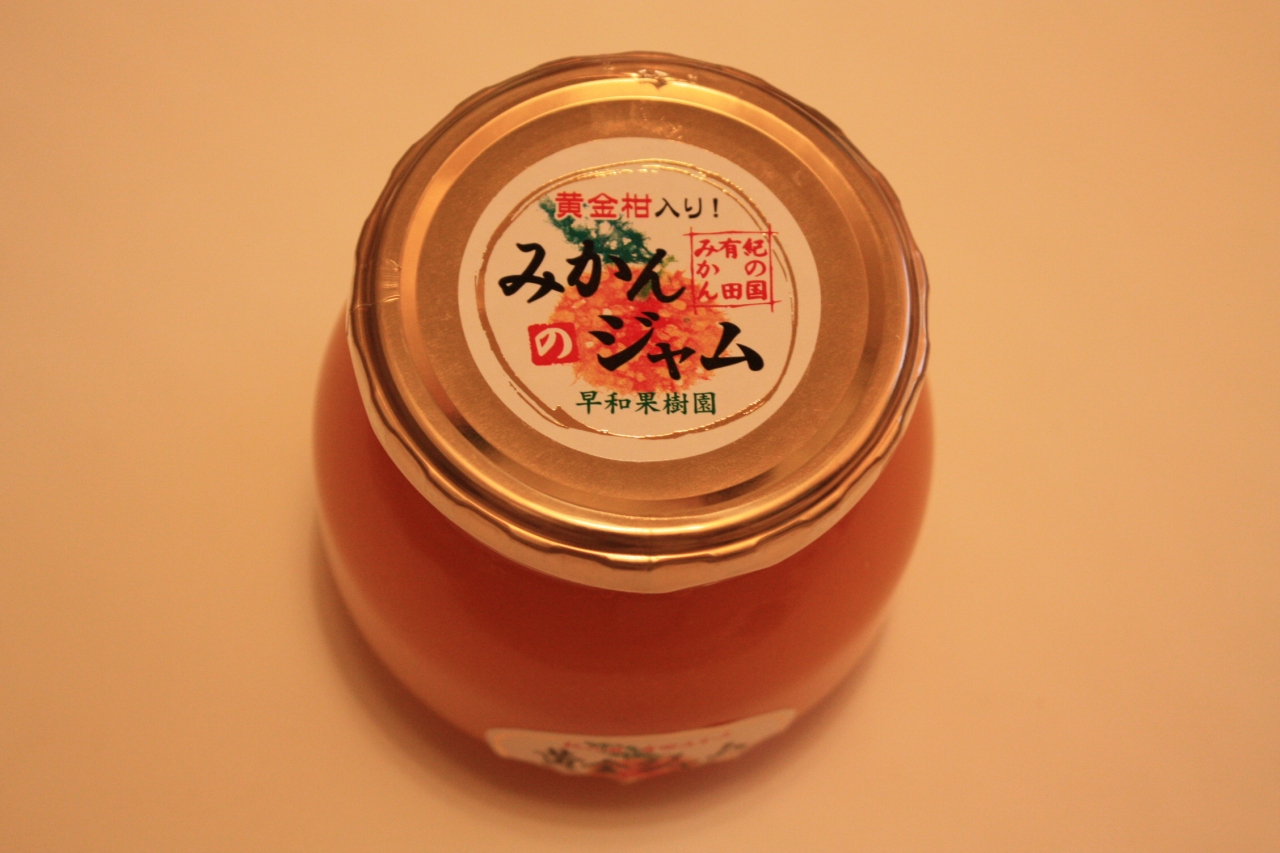 黄金柑入り!
みかん
のジャム
紀の国
有田
みかん
早和果樹園